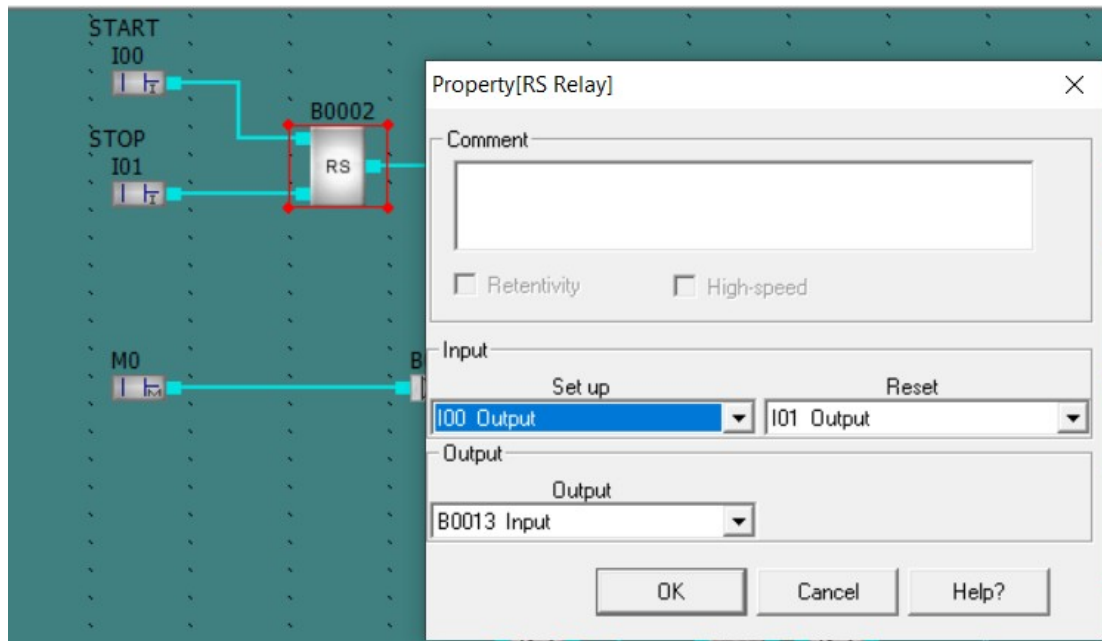 START
I00
B0002
STOP
I01
RS
M0
Property[RS Relay]
Comment
Retentivity
High-speed
Input
Set up
Reset
I00 Output
I01 Output
Output
Output
B0013 Input
OK
Cancel
Help?